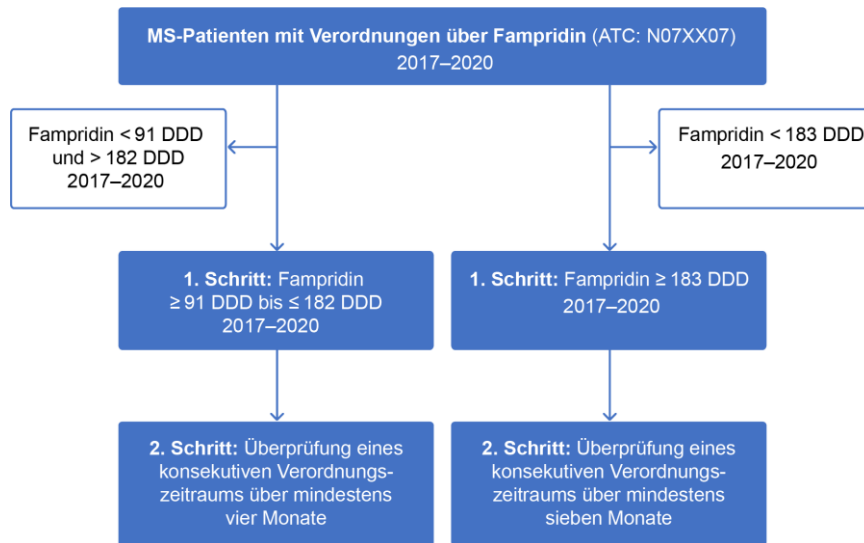 MS-Patienten mit Verordnungen über Fampridin (ATC: N07XX07)
2017–2020
Fampridin < 91 DDD
und > 182 DDD
2017–2020
Fampridin < 183 DDD
2017–2020
1. Schritt: Fampridin
≥ 91 DDD bis ≤ 182 DDD
2017–2020
1. Schritt: Fampridin ≥ 183 DDD
2017–2020
2. Schritt: Überprüfung eines
konsekutiven Verordnungs-
zeitraums über mindestens
vier Monate
2. Schritt: Überprüfung eines
konsekutiven Verordnungs-
zeitraums über mindestens
sieben Monate